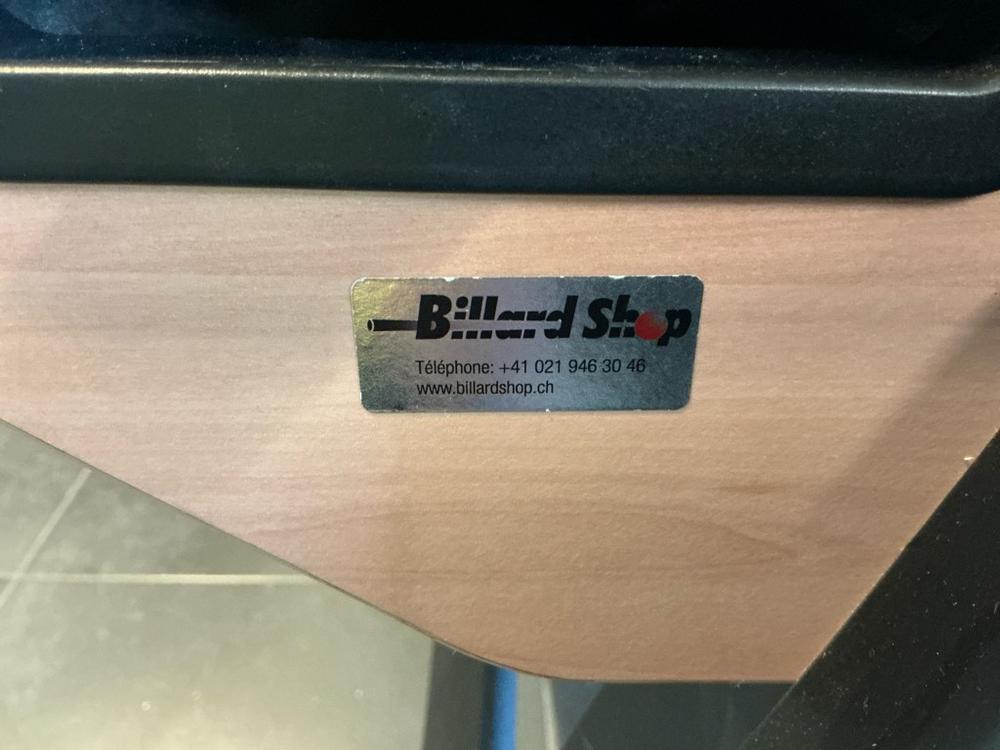 Billard Shop
Téléphone: +41 021 946 30 46
www.billardshop.ch